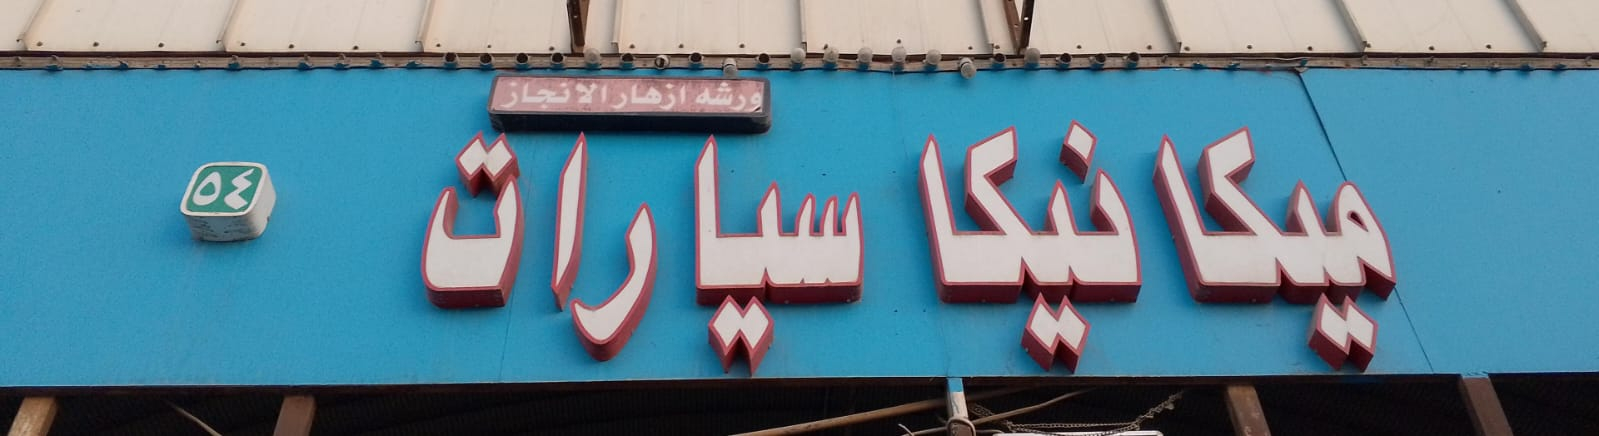 ورشه ازهار الانجاز
ميكانيكا سيارات
٥٤